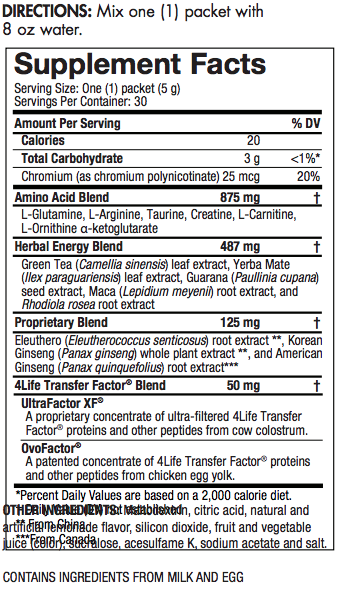 DIRECTIONS: Mix one (1) packet with
8 oz water.
Supplement Facts
Serving Size: One (1) packet (5 g)
Servings Per Container: 30
Amount Per Serving % DV
Calories 20
Total Carbohydrate 3 g <1%*
Chromium (as chromium polynicotinate) 25 mcg 20%
Amino Acid Blend 875 mg †
L-Glutamine, L-Arginine, Taurine, Creatine, L-Carnitine,
L-Ornithine α-ketoglutarate
Herbal Energy Blend 487 mg †
Green Tea (Camellia sinensis) leaf extract, Yerba Mate
(Ilex paraguariensis) leaf extract, Guarana (Paullinia cupana)
seed extract, Maca (Lepidium meyenii) root extract, and
Rhodiola rosea root extract
Proprietary Blend 125 mg †
Eleuthero (Eleutherococcus senticosus) root extract **, Korean
Ginseng (Panax ginseng) whole plant extract **, and American
Ginseng (Panax quinquefolius) root extract***
4Life Transfer Factor® Blend 50 mg †
UltraFactor XF®
A proprietary concentrate of ultra-filtered 4Life Transfer
Factor® proteins and other peptides from cow colostrum.
OvoFactor®
A patented concentrate of 4Life Transfer Factor® proteins
and other peptides from chicken egg yolk.
*Percent Daily Values are based on a 2,000 calorie diet.
OTHER INGREDIENTS: Maltodextrin, citric acid, natural and
** From China
artificial lemonade flavor, silicon dioxide, fruit and vegetable
***From Canada
juice (color), sucralose, acesulfame K, sodium acetate and salt.
CONTAINS INGREDIENTS FROM MILK AND EGG